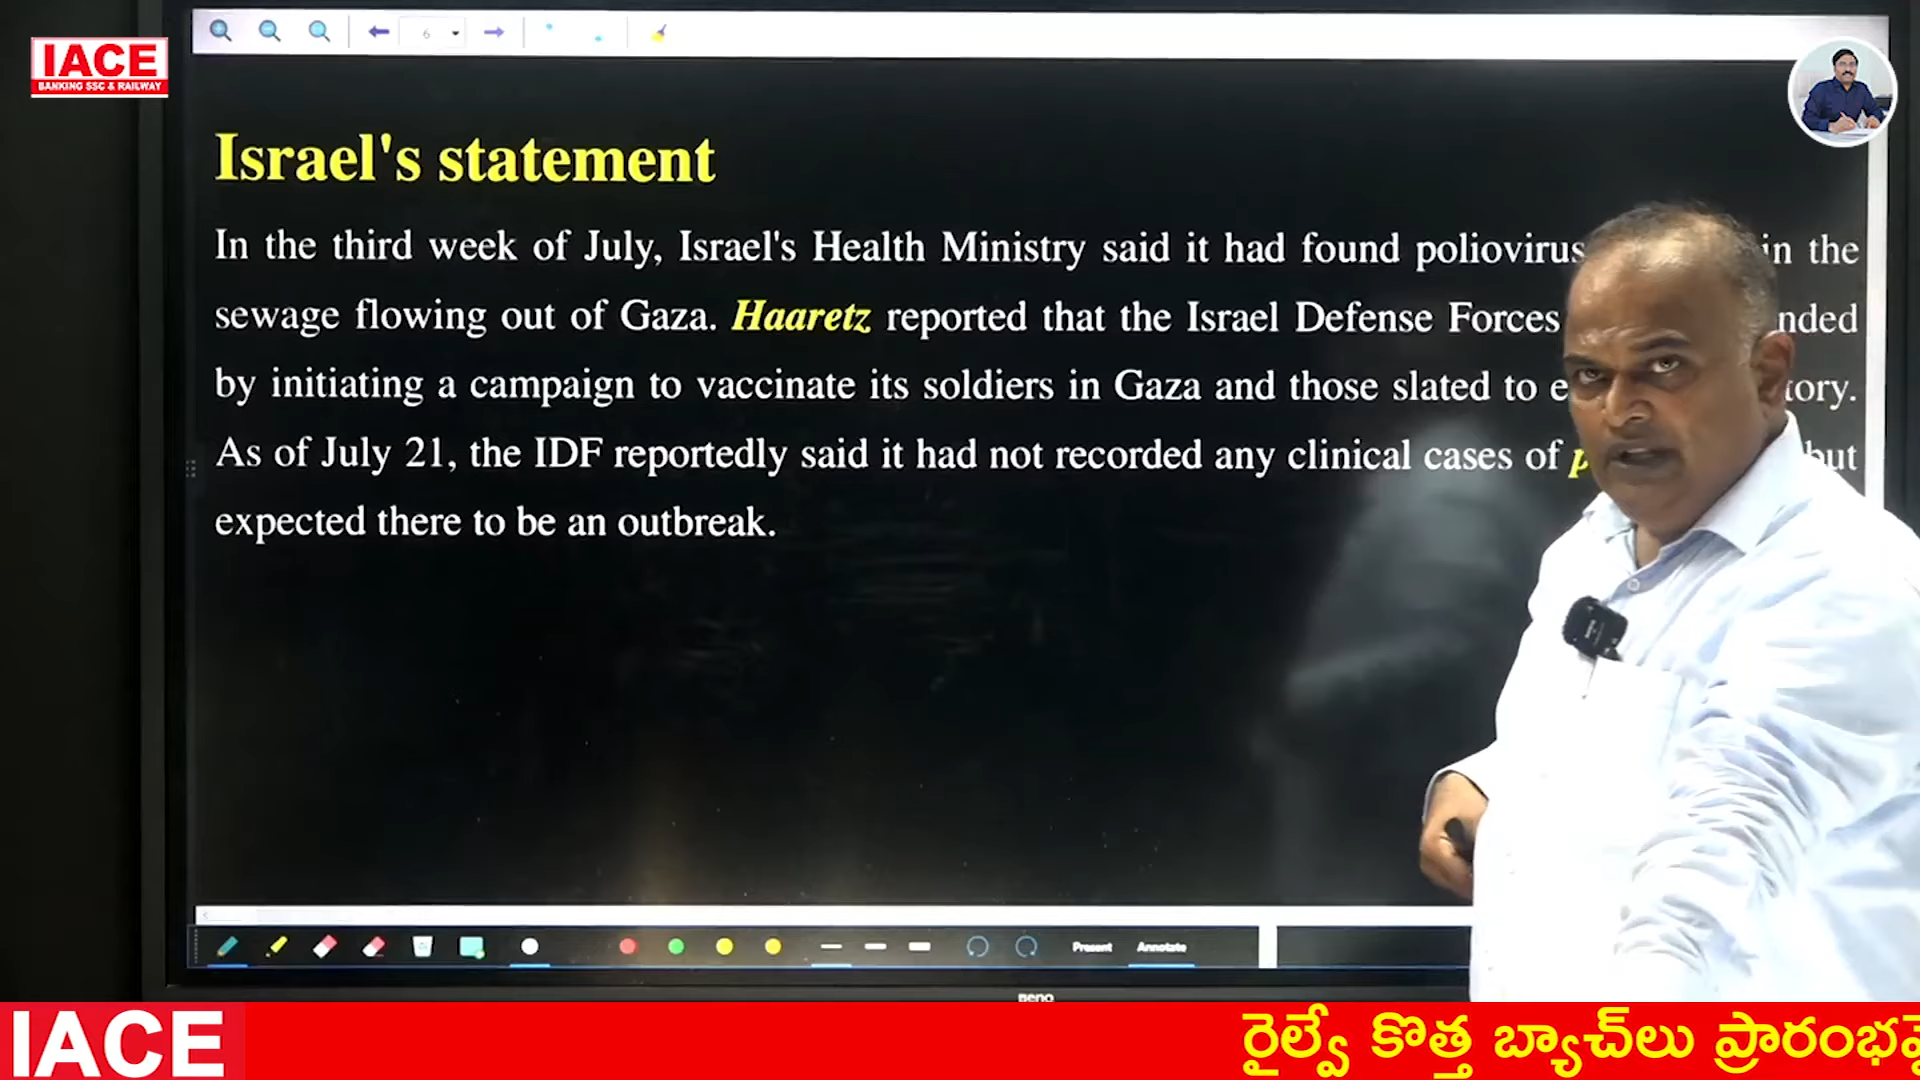 IACE
BANKING SSC & RAILWAY
6
Israel's statement
In the third week of July, Israel's Health Ministry said it had found poliovirus in the
sewage flowing out of Gaza. Haaretz reported that the Israel Defense Forces nded
by initiating a campaign to vaccinate its soldiers in Gaza and those slated to e tory.
As of July 21, the IDF reportedly said it had not recorded any clinical cases of p but
expected there to be an outbreak.
Present Annotate
BenQ
IACE
రైల్వే కొత్త బ్యాచ్‌లు ప్రారంభమై